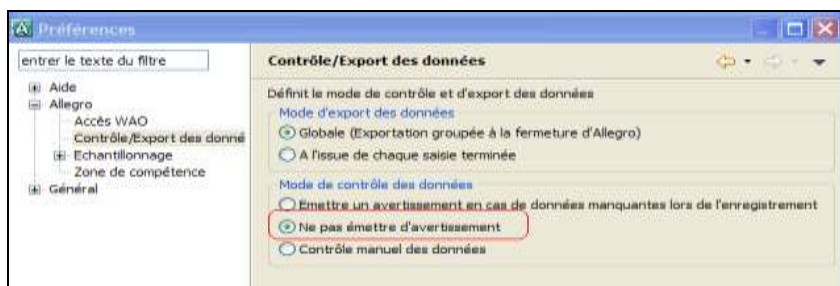 Préférences
entrer le texte du filtre
Aide
Allegro
Accès WAO
Contrôle/Export des donné
Echantillonnage
Zone de compétence
Général
Contrôle/Export des données
Définit le mode de contrôle et d'export des données
Mode d'export des données
Globale (Exportation groupée à la fermeture d'Allegro)
A l'issue de chaque saisie terminée
Mode de contrôle des données
Emettre un avertissement en cas de données manquantes lors de l'enregistrement
Ne pas émettre d'avertissement
Contrôle manuel des données